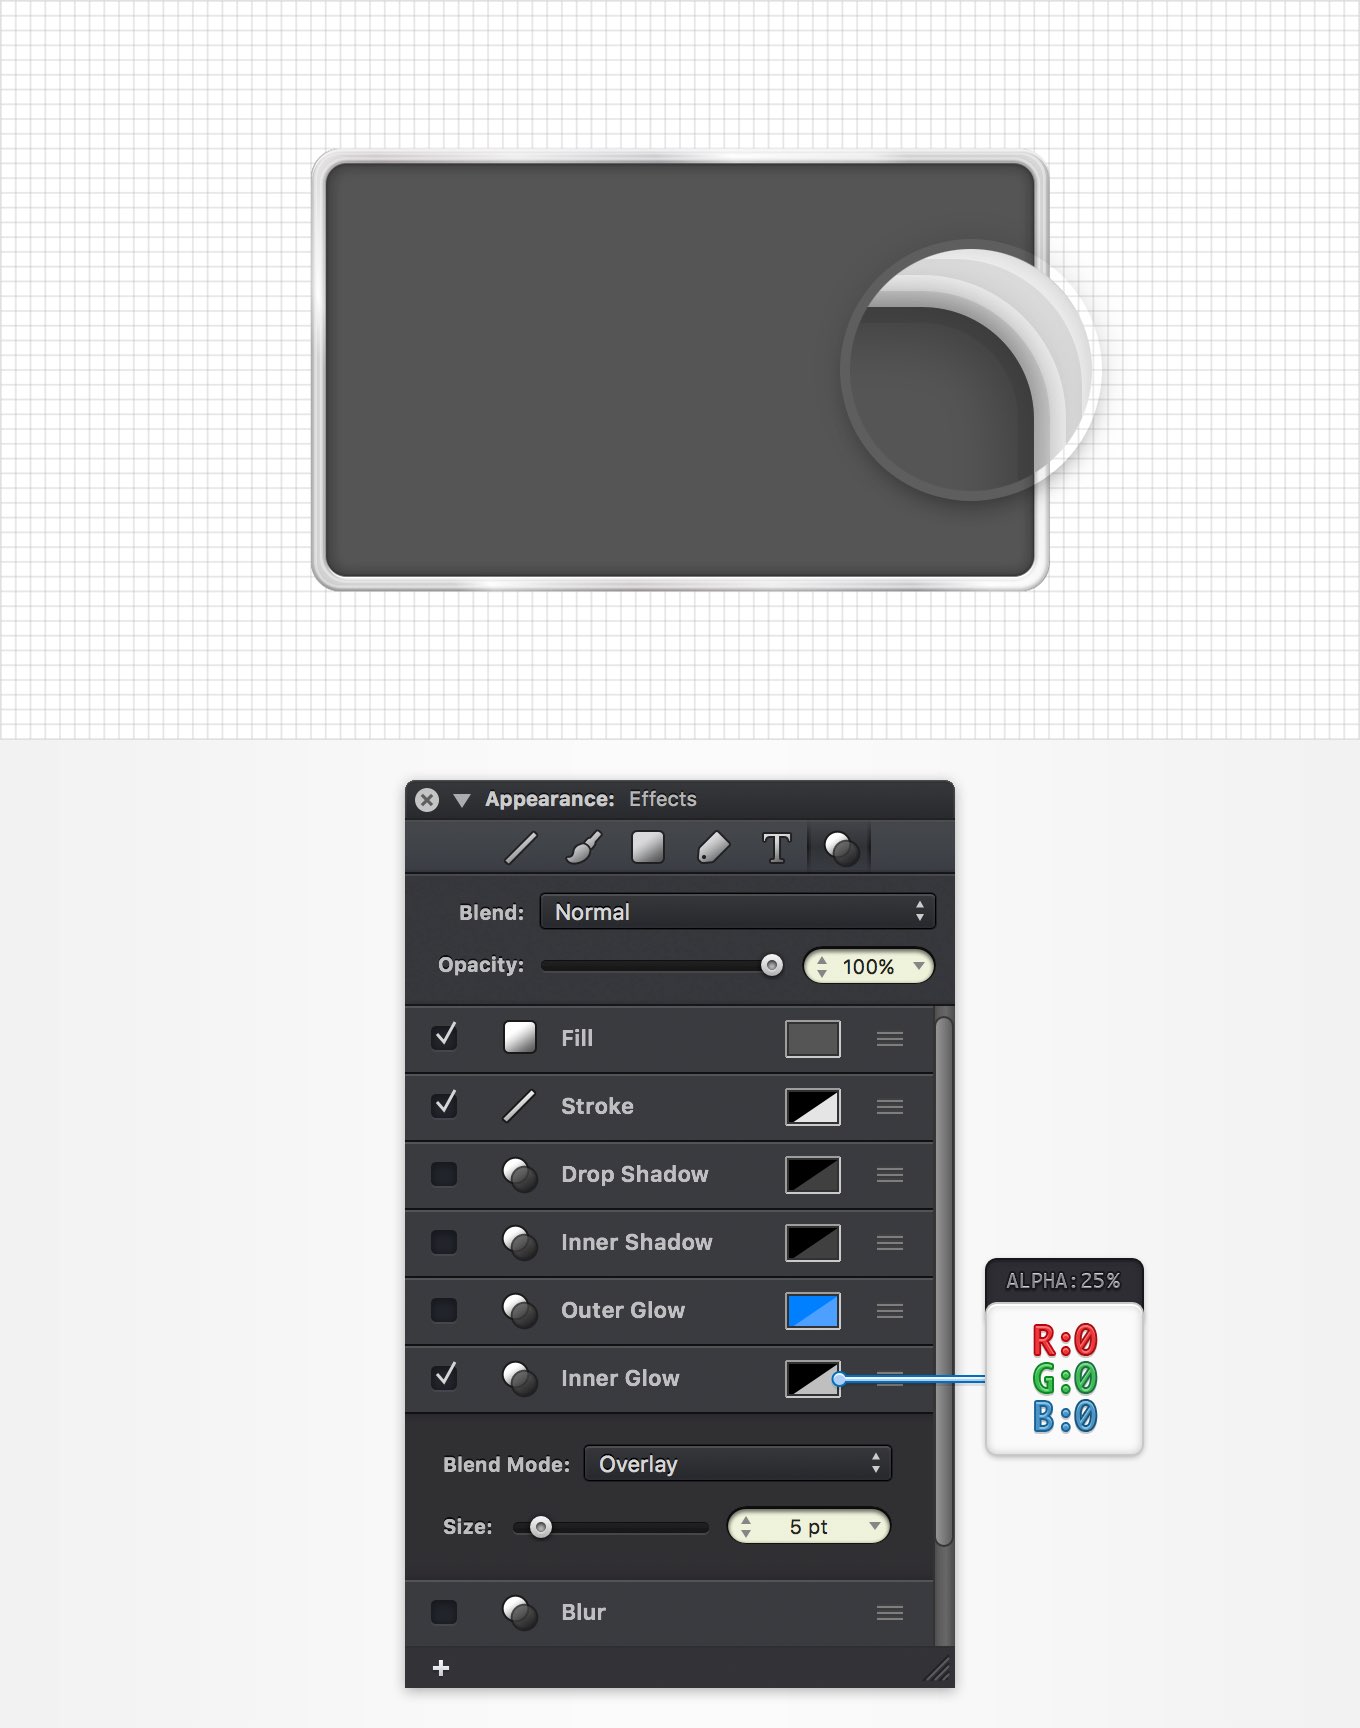 Appearance: Effects
T
Blend: Normal
Opacity: 100%
Fill
Stroke
Drop Shadow
Inner Shadow
Outer Glow
Inner Glow
ALPHA:25%
R:0
G:0
B:0
Blend Mode: Overlay
Size: 5 pt
Blur